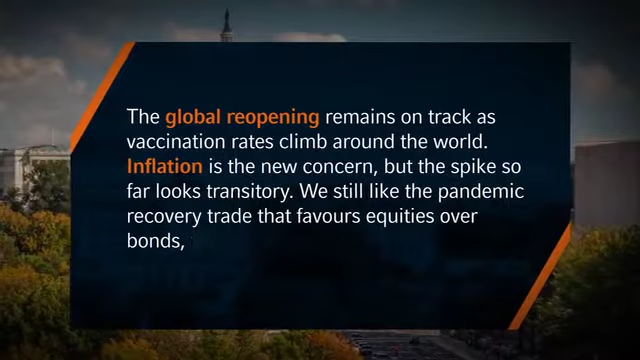 The global reopening remains on track as
vaccination rates climb around the world.
Inflation is the new concern, but the spike so
far looks transitory. We still like the pandemic
recovery trade that favours equities over
bonds,